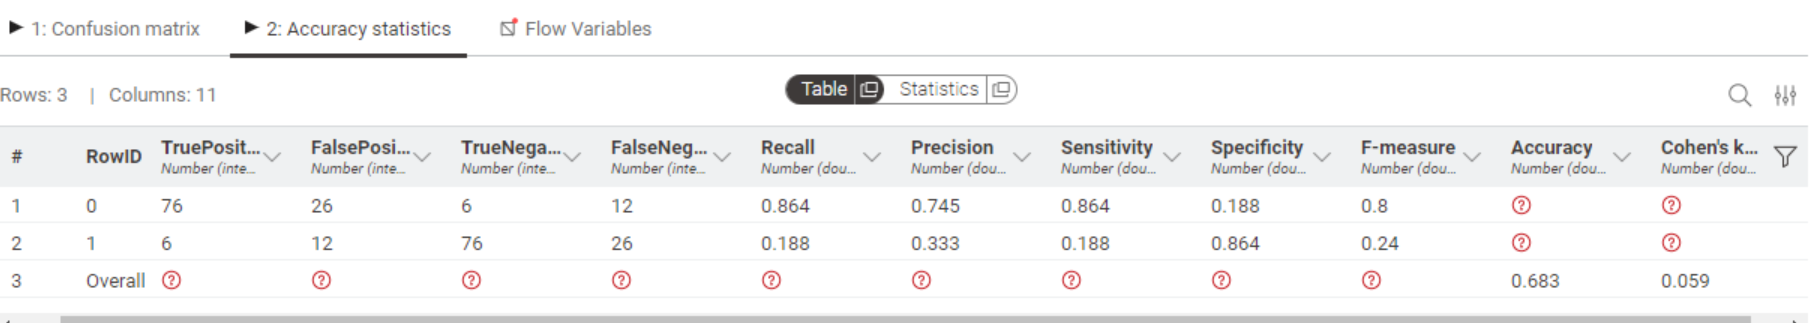 1: Confusion matrix 2: Accuracy statistics Flow Variables
Rows: 3 | Columns: 11 Table Statistics
# RowID TruePosit... FalsePosi... TrueNega... FalseNeg... Recall Precision Sensitivity Specificity F-measure Accuracy Cohen's k...
Number (inte... Number (inte... Number (inte... Number (inte... Number (dou... Number (dou... Number (dou... Number (dou... Number (dou... Number (dou... Number (dou...
1 0 76 26 6 12 0.864 0.745 0.864 0.188 0.8 ? ?
2 1 6 12 76 26 0.188 0.333 0.188 0.864 0.24 ? ?
3 Overall ? ? ? ? ? ? ? ? ? 0.683 0.059